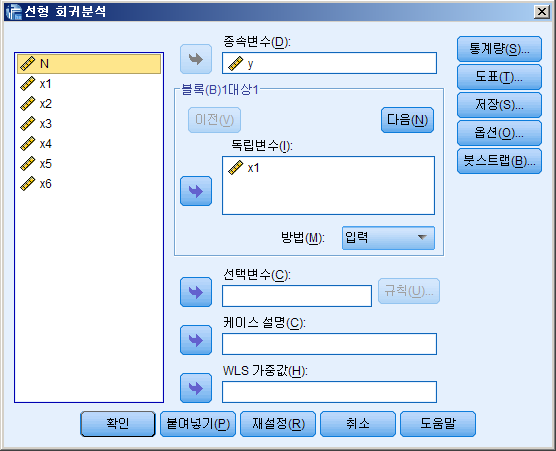 선형 회귀분석
N
x1
x2
x3
x4
x5
x6
종속변수(D):
y
블록(B)1대상1
이전(V)
다음(N)
독립변수(I):
x1
방법(M):
입력
선택변수(C):
규칙(U)...
케이스 설명(C):
WLS 가중값(H):
통계량(S)...
도표(T)...
저장(S)...
옵션(O)...
붓스트랩(B)...
확인
붙여넣기(P)
재설정(R)
취소
도움말